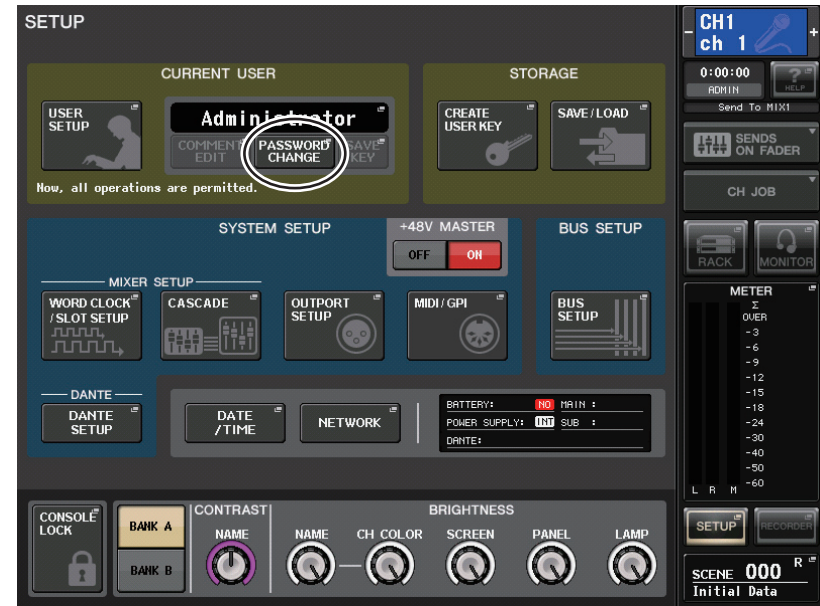 SETUP
CURRENT USER
USER
SETUP
Administrator
COMMENT
EDIT
PASSWORD
CHANGE
SAVE
KEY
Now, all operations are permitted.
STORAGE
CREATE
USER KEY
SAVE/LOAD
SYSTEM SETUP
+48V MASTER
OFF
ON
BUS SETUP
MIXER SETUP
WORD CLOCK
/SLOT SETUP
CASCADE
OUTPORT
SETUP
MIDI/GPI
BUS
SETUP
DANTE
DANTE
SETUP
DATE
/TIME
NETWORK
BATTERY: NO MAIN :
POWER SUPPLY: INT SUB :
DANTE:
CONSOLE
LOCK
BANK A
BANK B
CONTRAST
NAME
BRIGHTNESS
NAME
CH COLOR
SCREEN
PANEL
LAMP
- CH1 +
ch 1
0:00:00
ADMIN
?
HELP
Send To MIX1
SENDS
ON FADER
CH JOB
RACK
MONITOR
METER
Σ
OVER
-3
-6
-9
-12
-15
-18
-24
-30
-40
-50
-60
L R M
SETUP
RECORDER
SCENE 000 R
Initial Data